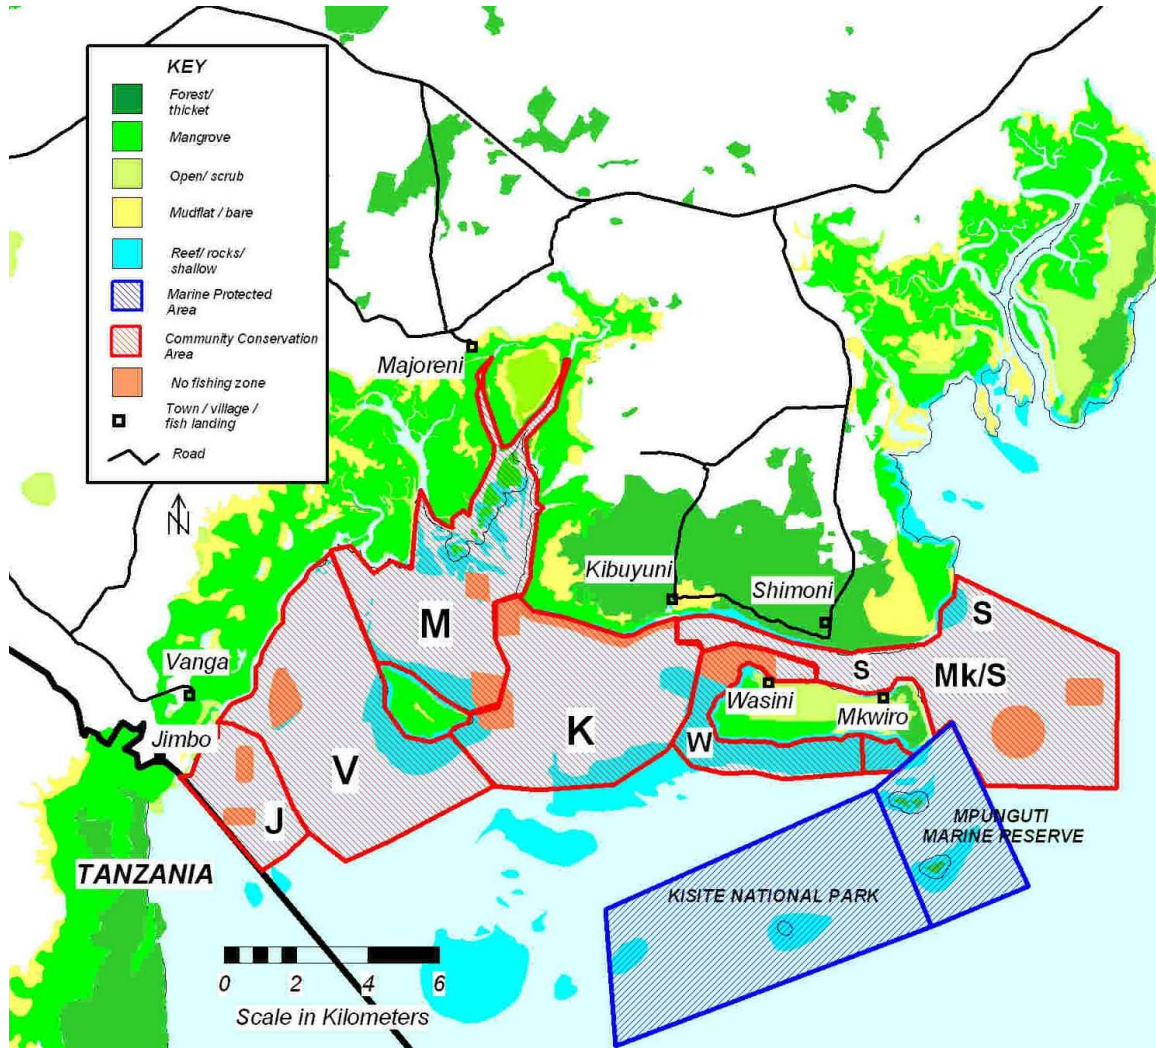 KEY
Forest/
thicket
Mangrove
Open/ scrub
Mudflat / bare
Reef/ rocks/
shallow
Marine Protected
Area
Community Conservation
Area
No fishing zone
Town / village /
fish landing
Road
N
Majoreni
Kibuyuni
Shimoni
S
M
S
Mk/S
Vanga
Wasini
Mkwiro
Jimbo
K
W
V
J
MPUNGUTI
MARINE RESERVE
TANZANIA
KISITE NATIONAL PARK
0 2 4 6
Scale in Kilometers